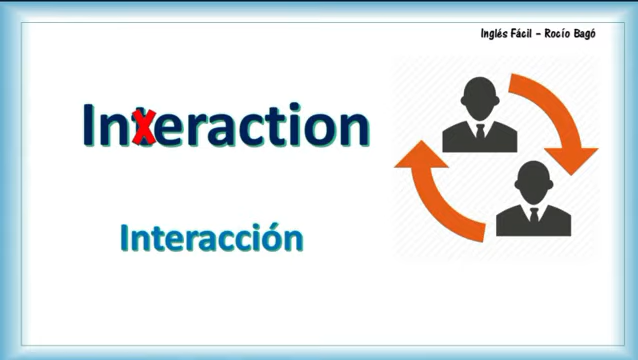 Inglés Fácil – Rocío Bagó
Interaction
Interacción